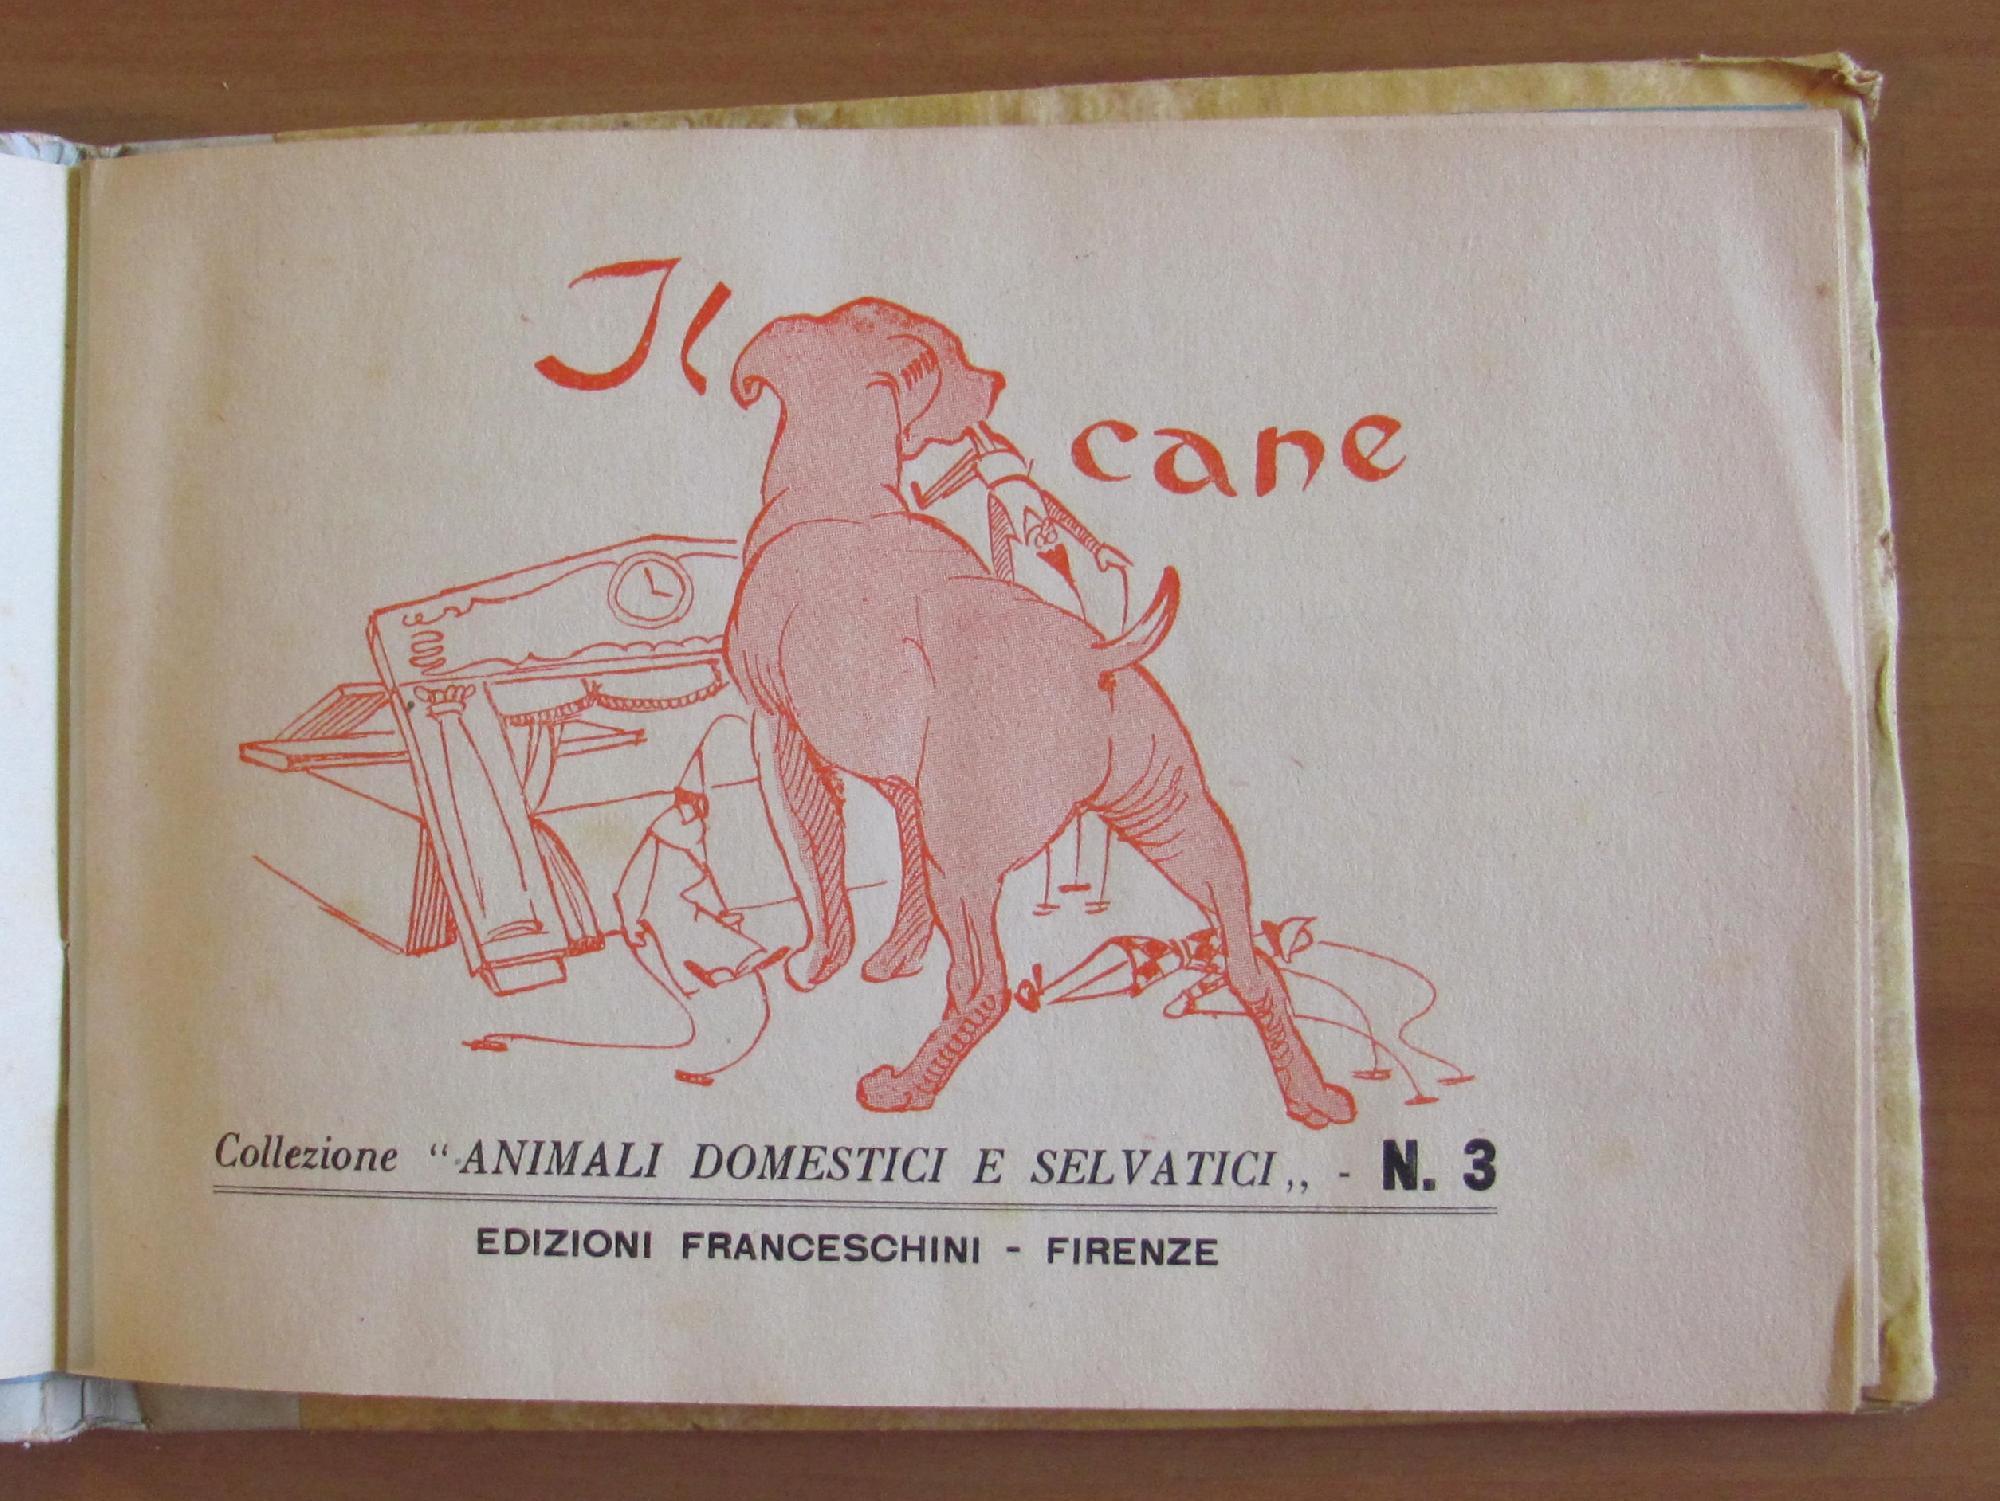 Il
cane
Collezione “ANIMALI DOMESTICI E SELVATICI„ - N. 3
EDIZIONI FRANCESCHINI - FIRENZE